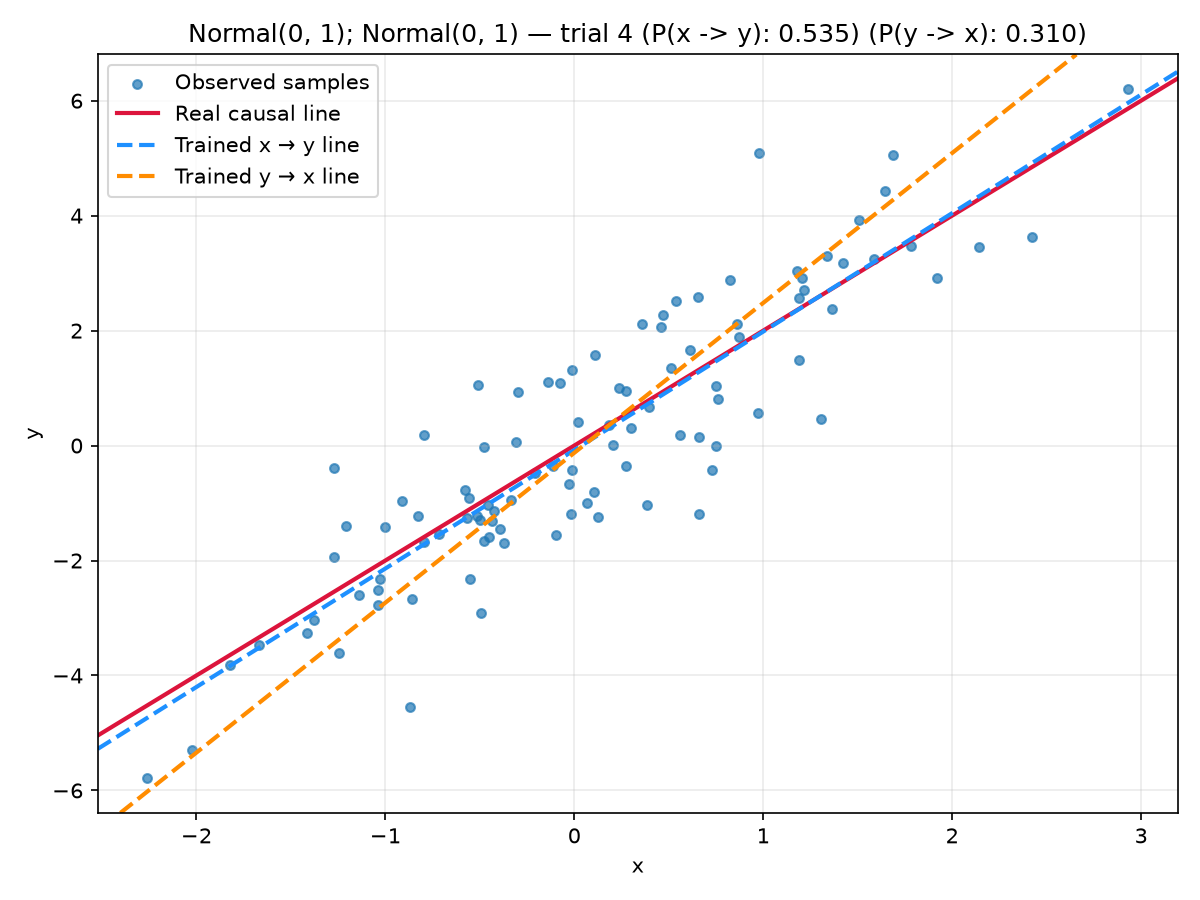 Normal(0, 1); Normal(0, 1) — trial 4 (P(x -> y): 0.535) (P(y -> x): 0.310)
Observed samples
Real causal line
Trained x → y line
Trained y → x line
6
4
2
0
−2
−4
−6
y
−2
−1
0
1
2
3
x